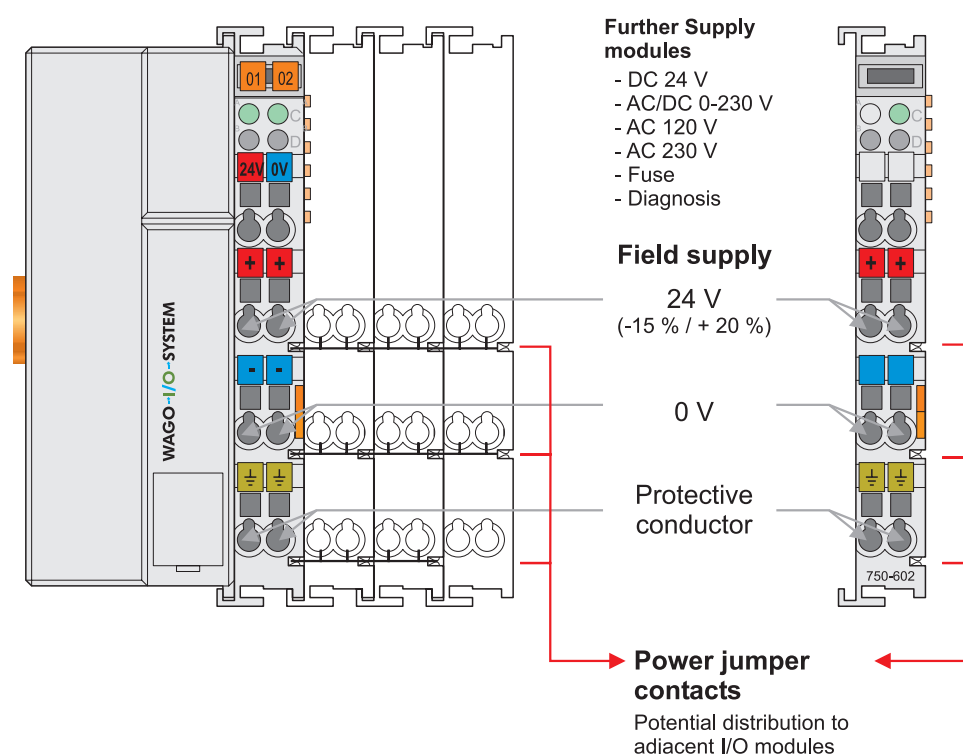 Further Supply
modules
- DC 24 V
- AC/DC 0-230 V
- AC 120 V
- AC 230 V
- Fuse
- Diagnosis
01 02
A C
B D
24V 0V
+ +
- -
WAGO-I/O-SYSTEM
Field supply
24 V
(-15 % / + 20 %)
0 V
Protective
conductor
A C
B D
+ +
750-602
Power jumper
contacts
Potential distribution to
adjacent I/O modules